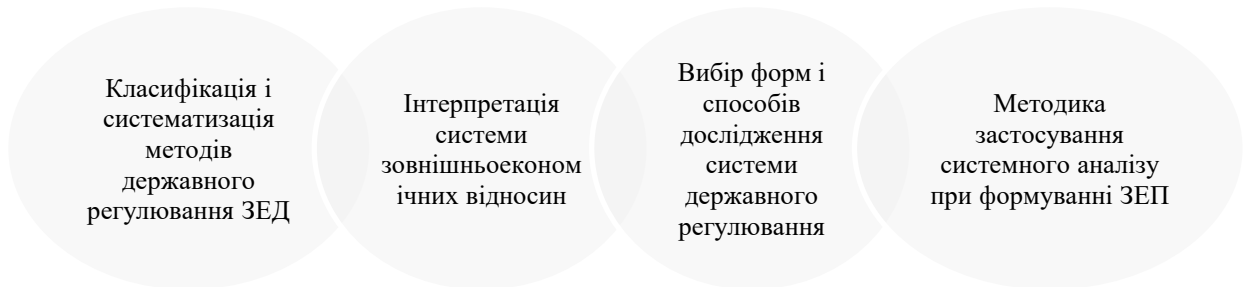 Класифікація і
систематизація
методів
державного
регулювання ЗЕД
Інтерпретація
системи
зовнішньоеконом
ічних відносин
Вибір форм і
способів
дослідження
системи
державного
регулювання
Методика
застосування
системного аналізу
при формуванні ЗЕП